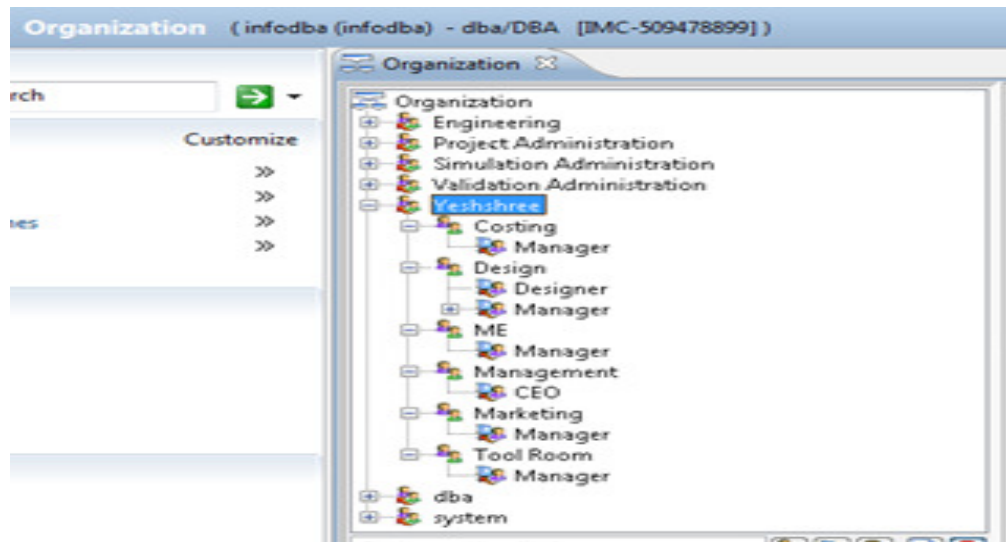 Organization ( infodba (infodba) - dba/DBA [IMC-509478899] )
Organization
rch
Customize
nes
Organization
Engineering
Project Administration
Simulation Administration
Validation Administration
Yeshshree
Costing
Manager
Design
Designer
Manager
ME
Manager
Management
CEO
Marketing
Manager
Tool Room
Manager
dba
system